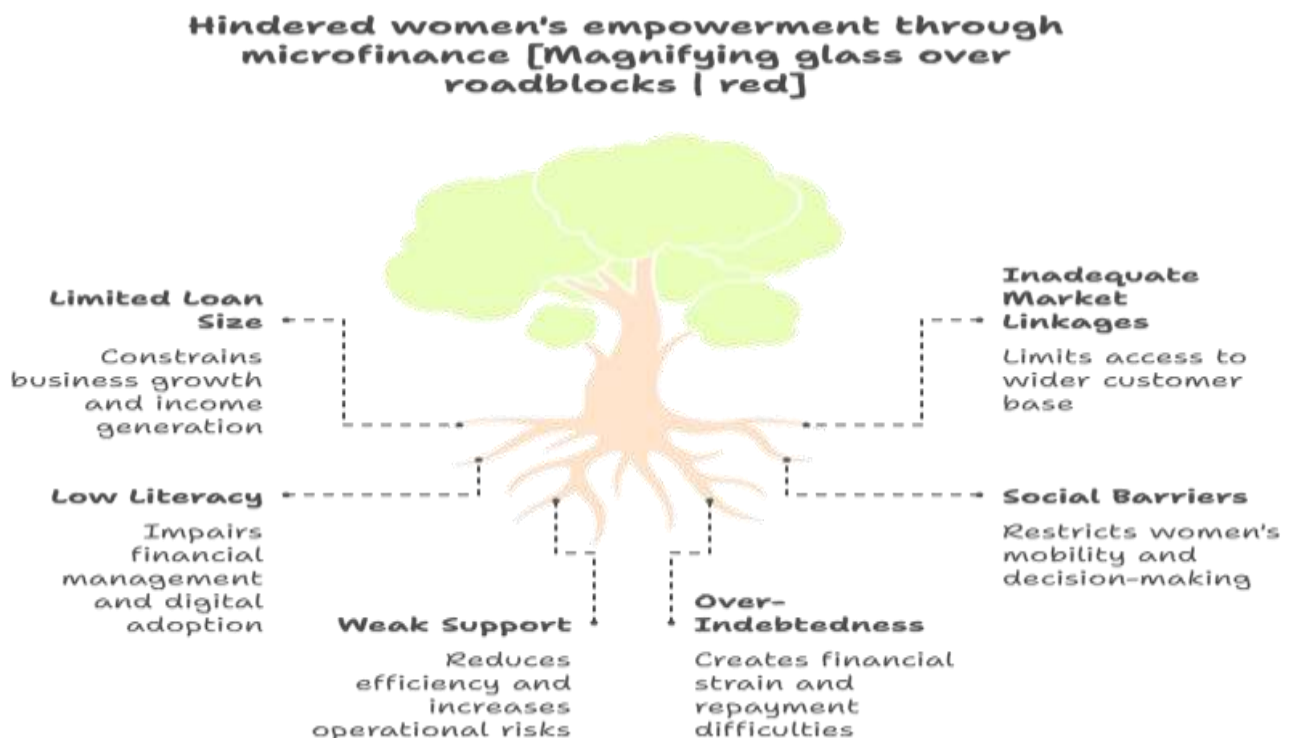 Hindered women's empowerment through
microfinance [Magnifying glass over
roadblocks | red]
Limited Loan
Size
Constrains
business growth
and income
generation
Inadequate
Market
Linkages
Limits access to
wider customer
base
Low Literacy
Impairs
financial
management
and digital
adoption
Social Barriers
Restricts women's
mobility and
decision-making
Weak Support
Reduces
efficiency and
increases
operational risks
Over-
Indebtedness
Creates financial
strain and
repayment
difficulties